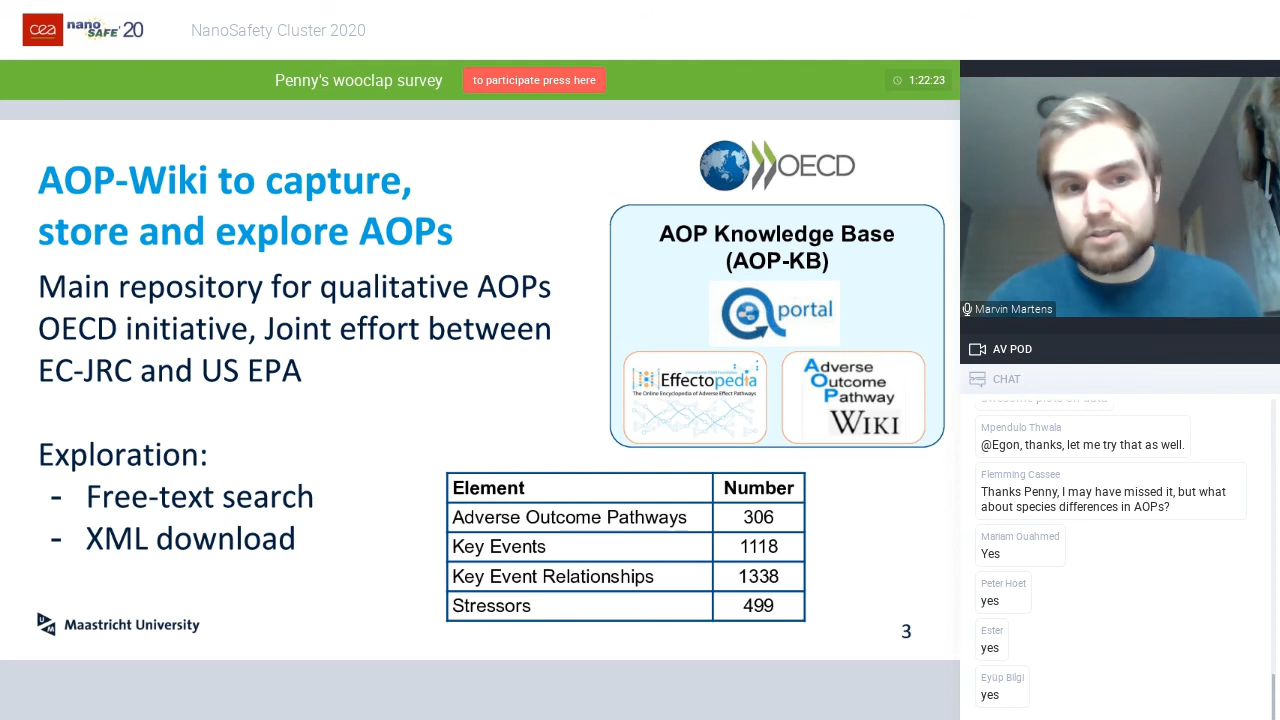 cea nano SAFE'20
NanoSafety Cluster 2020
Penny's wooclap survey
to participate press here
1:22:23
AOP-Wiki to capture,
store and explore AOPs
Main repository for qualitative AOPs
OECD initiative, Joint effort between
EC-JRC and US EPA
Exploration:
- Free-text search
- XML download
OECD
AOP Knowledge Base
(AOP-KB)
portal
Effectopedia
The Online Encyclopedia of Adverse Effect Pathways
Adverse
Outcome
Pathway
WIKI
Element Number
Adverse Outcome Pathways 306
Key Events 1118
Key Event Relationships 1338
Stressors 499
Maastricht University
3
Marvin Martens
AV POD
CHAT
Mpendulo Thwala
@Egon, thanks, let me try that as well.
Flemming Cassee
Thanks Penny, I may have missed it, but what
about species differences in AOPs?
Mariam Ouahmed
Yes
Peter Hoet
yes
Ester
yes
Eyüp Bilgi
yes